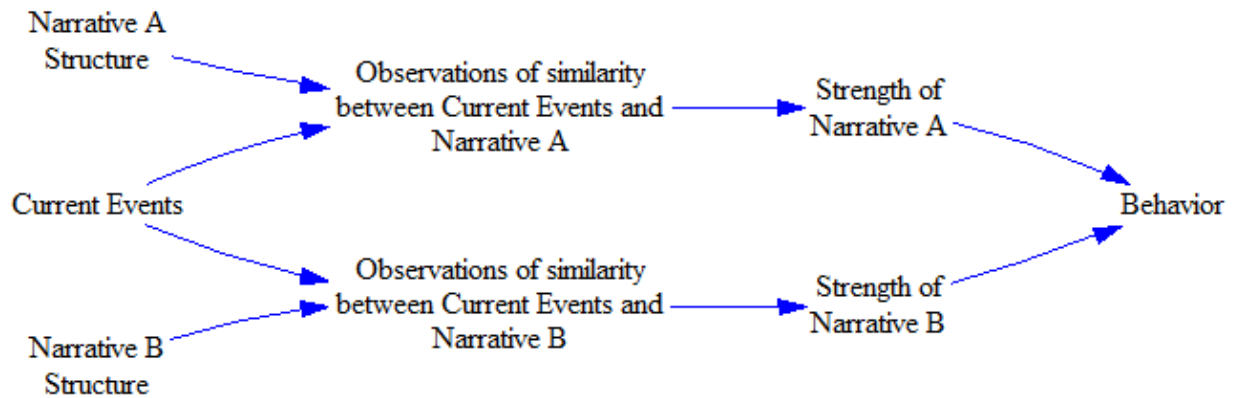 Narrative A
Structure
Observations of similarity
between Current Events and
Narrative A
Strength of
Narrative A
Current Events
Behavior
Observations of similarity
between Current Events and
Narrative B
Strength of
Narrative B
Narrative B
Structure